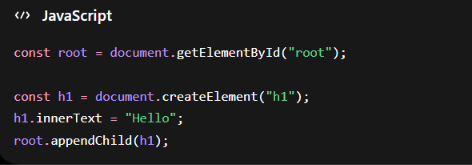 </> JavaScript
const root = document.getElementById("root");
const h1 = document.createElement("h1");
h1.innerText = "Hello";
root.appendChild(h1);